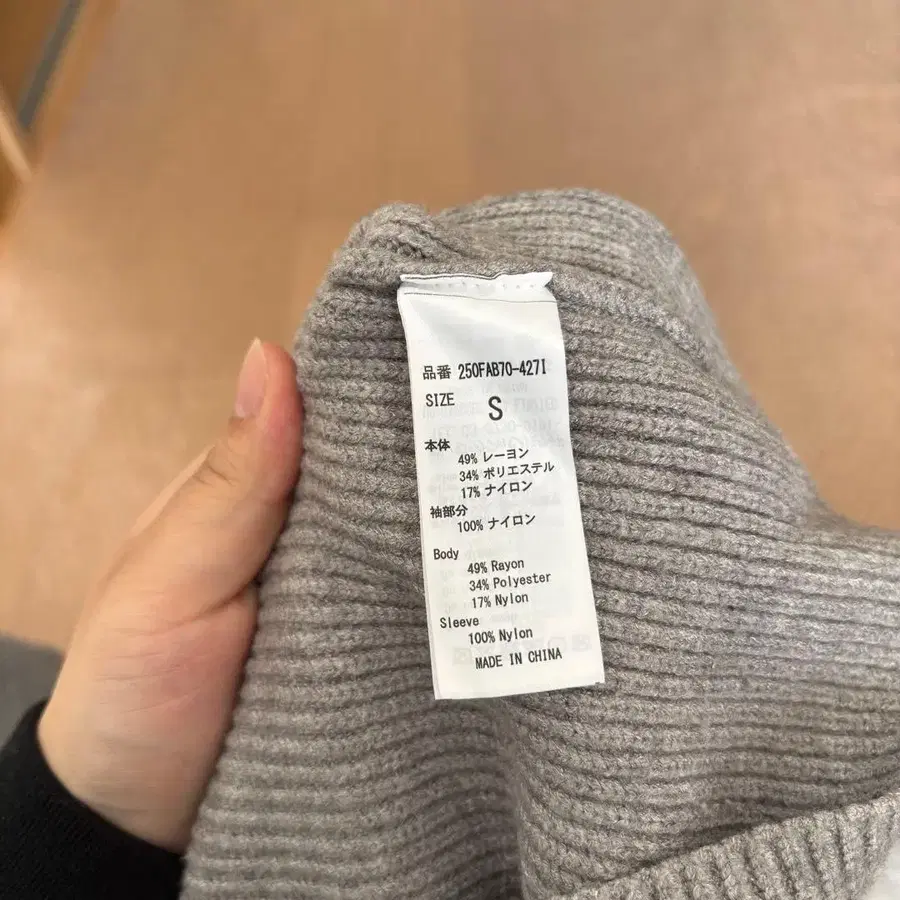 品番 250FAB70-427I
SIZE S
本体
49% レーヨン
34% ポリエステル
17% ナイロン
袖部分
100% ナイロン
Body
49% Rayon
34% Polyester
17% Nylon
Sleeve
100% Nylon
MADE IN CHINA